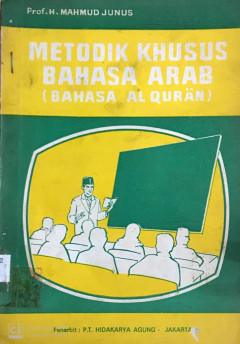 Prof. H. MAHMUD JUNUS
METODIK KHUSUS
BAHASA ARAB
(BAHASA AL QURÄN)
Penerbit : P.T. HIDAKARYA AGUNG - JAKARTA